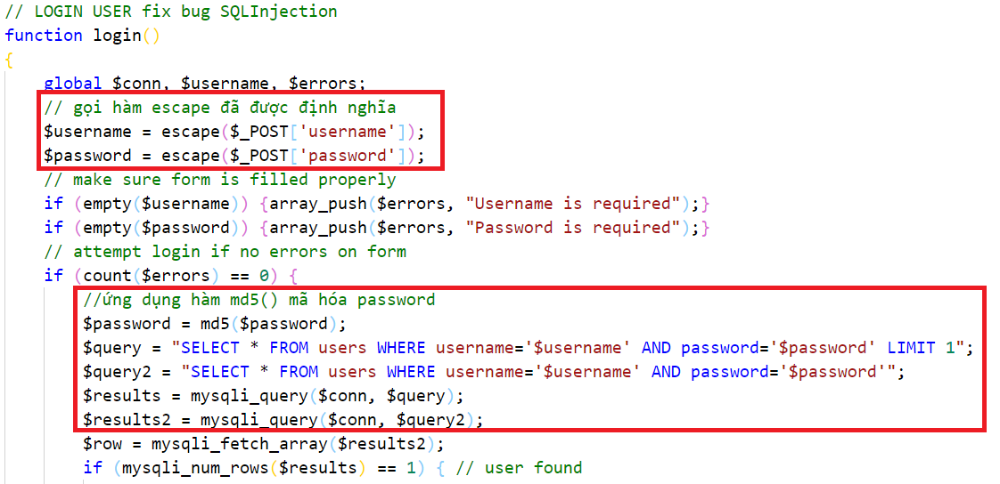 // LOGIN USER fix bug SQLInjection
function login()
{
global $conn, $username, $errors;
// gọi hàm escape đã được định nghĩa
$username = escape($_POST['username']);
$password = escape($_POST['password']);
// make sure form is filled properly
if (empty($username)) {array_push($errors, "Username is required");}
if (empty($password)) {array_push($errors, "Password is required");}
// attempt login if no errors on form
if (count($errors) == 0) {
//ứng dụng hàm md5() mã hóa password
$password = md5($password);
$query = "SELECT * FROM users WHERE username='$username' AND password='$password' LIMIT 1";
$query2 = "SELECT * FROM users WHERE username='$username' AND password='$password'";
$results = mysqli_query($conn, $query);
$results2 = mysqli_query($conn, $query2);
$row = mysqli_fetch_array($results2);
if (mysqli_num_rows($results) == 1) { // user found